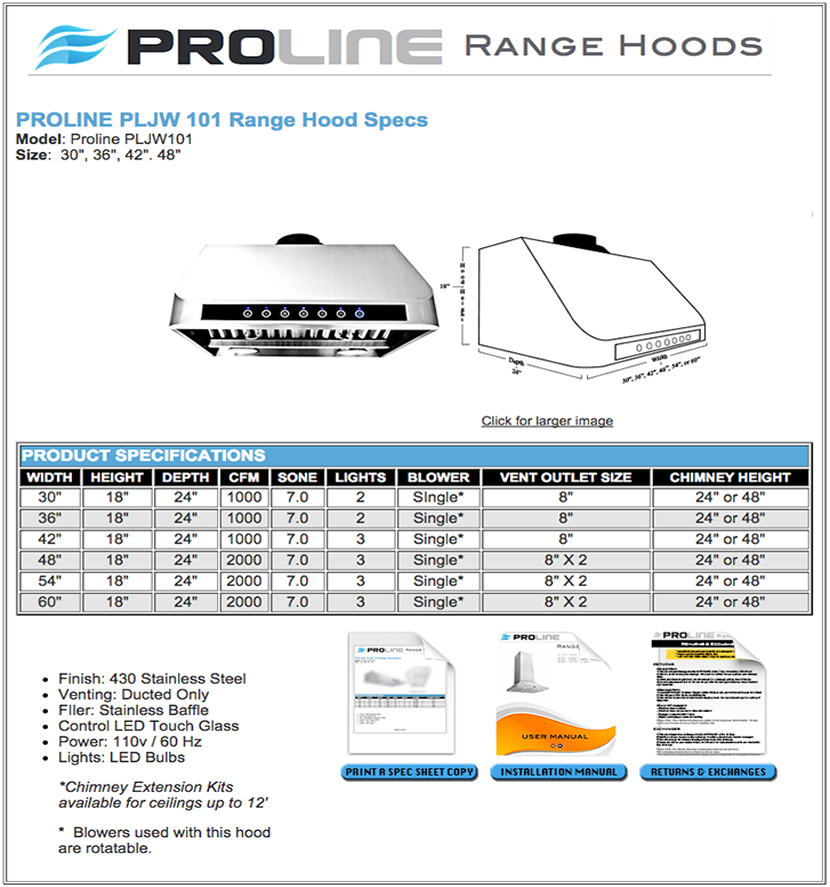 PROLINE RANGE HOODS
PROLINE PLJW 101 Range Hood Specs
Model: Proline PLJW101
Size: 30", 36", 42". 48"
18"
Hood Height
Depth
24"
Width
30", 36", 42", 48", 54", or 60"
Click for larger image
PRODUCT SPECIFICATIONS
WIDTH HEIGHT DEPTH CFM SONE LIGHTS BLOWER VENT OUTLET SIZE CHIMNEY HEIGHT
30" 18" 24" 1000 7.0 2 SIngle* 8" 24" or 48"
36" 18" 24" 1000 7.0 2 Single* 8" 24" or 48"
42" 18" 24" 1000 7.0 3 Single* 8" 24" or 48"
48" 18" 24" 2000 7.0 3 Single* 8" X 2 24" or 48"
54" 18" 24" 2000 7.0 3 Single* 8" X 2 24" or 48"
60" 18" 24" 2000 7.0 3 Single* 8" X 2 24" or 48"
PROLINE RANGE
PROLINE
RANGE
USER MANUAL
PROLINE RAN
RETURNS
EXCHANGES
PRINT A SPEC SHEET COPY
INSTALLATION MANUAL
RETURNS & EXCHANGES
• Finish: 430 Stainless Steel
• Venting: Ducted Only
• FIler: Stainless Baffle
• Control LED Touch Glass
• Power: 110v / 60 Hz
• Lights: LED Bulbs
*Chimney Extension Kits
available for ceilings up to 12'
* Blowers used with this hood
are rotatable.